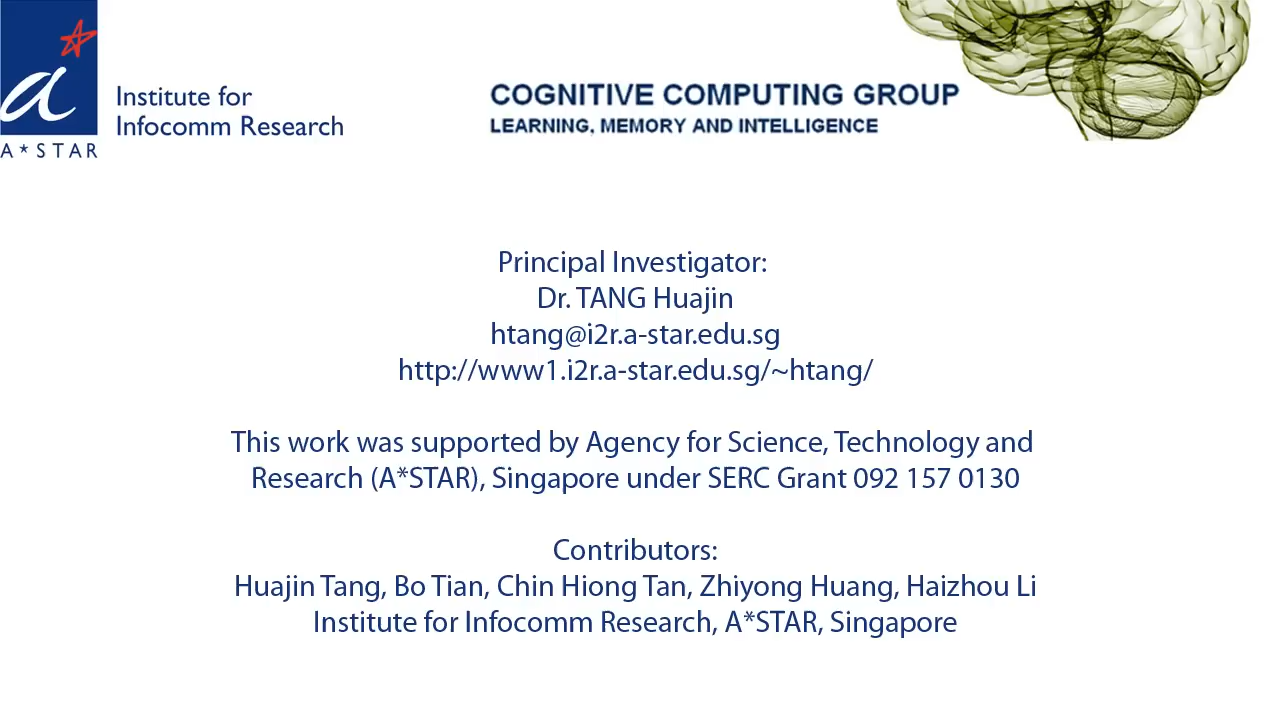 a
A*STAR
Institute for
Infocomm Research
COGNITIVE COMPUTING GROUP
LEARNING, MEMORY AND INTELLIGENCE
Principal Investigator:
Dr. TANG Huajin
htang@i2r.a-star.edu.sg
http://www1.i2r.a-star.edu.sg/~htang/
This work was supported by Agency for Science, Technology and
Research (A*STAR), Singapore under SERC Grant 092 157 0130
Contributors:
Huajin Tang, Bo Tian, Chin Hiong Tan, Zhiyong Huang, Haizhou Li
Institute for Infocomm Research, A*STAR, Singapore